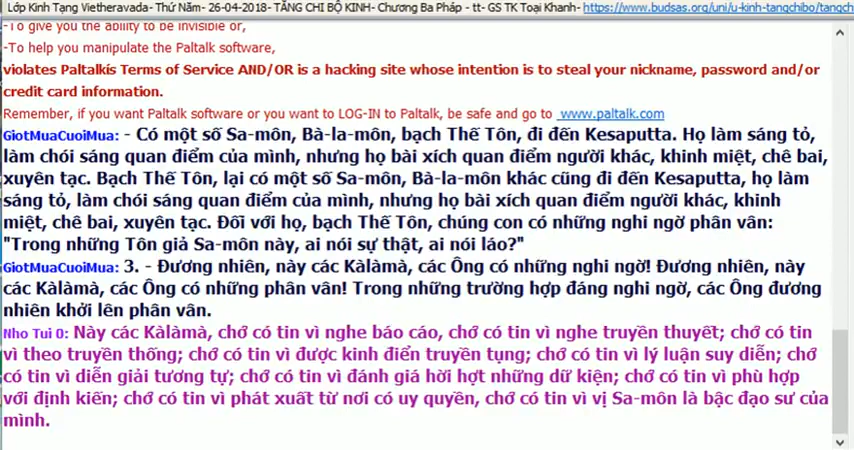 Lớp Kinh Tạng Vietheravada- Thứ Năm- 26-04-2018- TĂNG CHI BỘ KINH- Chương Ba Pháp - tt- GS TK Toại Khanh- https://www.budsas.org/uni/u-kinh-tangchibo/tangch
-To give you the ability to be invisible or,
-To help you manipulate the Paltalk software,
violates Paltalkís Terms of Service AND/OR is a hacking site whose intention is to steal your nickname, password and/or
credit card information.
Remember, if you want Paltalk software or you want to LOG-IN to Paltalk, be safe and go to www.paltalk.com
GiotMuaCuoiMua: - Có một số Sa-môn, Bà-la-môn, bạch Thế Tôn, đi đến Kesaputta. Họ làm sáng tỏ,
làm chói sáng quan điểm của mình, nhưng họ bài xích quan điểm người khác, khinh miệt, chê bai,
xuyên tạc. Bạch Thế Tôn, lại có một số Sa-môn, Bà-la-môn khác cũng đi đến Kesaputta, họ làm
sáng tỏ, làm chói sáng quan điểm của mình, nhưng họ bài xích quan điểm người khác, khinh
miệt, chê bai, xuyên tạc. Đối với họ, bạch Thế Tôn, chúng con có những nghi ngờ phân vân:
"Trong những Tôn giả Sa-môn này, ai nói sự thật, ai nói láo?"
GiotMuaCuoiMua: 3. - Đương nhiên, này các Kàlàmà, các Ông có những nghi ngờ! Đương nhiên, này
các Kàlàmà, các Ông có những phân vân! Trong những trường hợp đáng nghi ngờ, các Ông đương
nhiên khởi lên phân vân.
Nho Tui 0: Này các Kàlàmà, chớ có tin vì nghe báo cáo, chớ có tin vì nghe truyền thuyết; chớ có tin
vì theo truyền thống; chớ có tin vì được kinh điển truyền tụng; chớ có tin vì lý luận suy diễn; chớ
có tin vì diễn giải tương tự; chớ có tin vì đánh giá hời hợt những dữ kiện; chớ có tin vì phù hợp
với định kiến; chớ có tin vì phát xuất từ nơi có uy quyền, chớ có tin vì vị Sa-môn là bậc đạo sư của
mình.